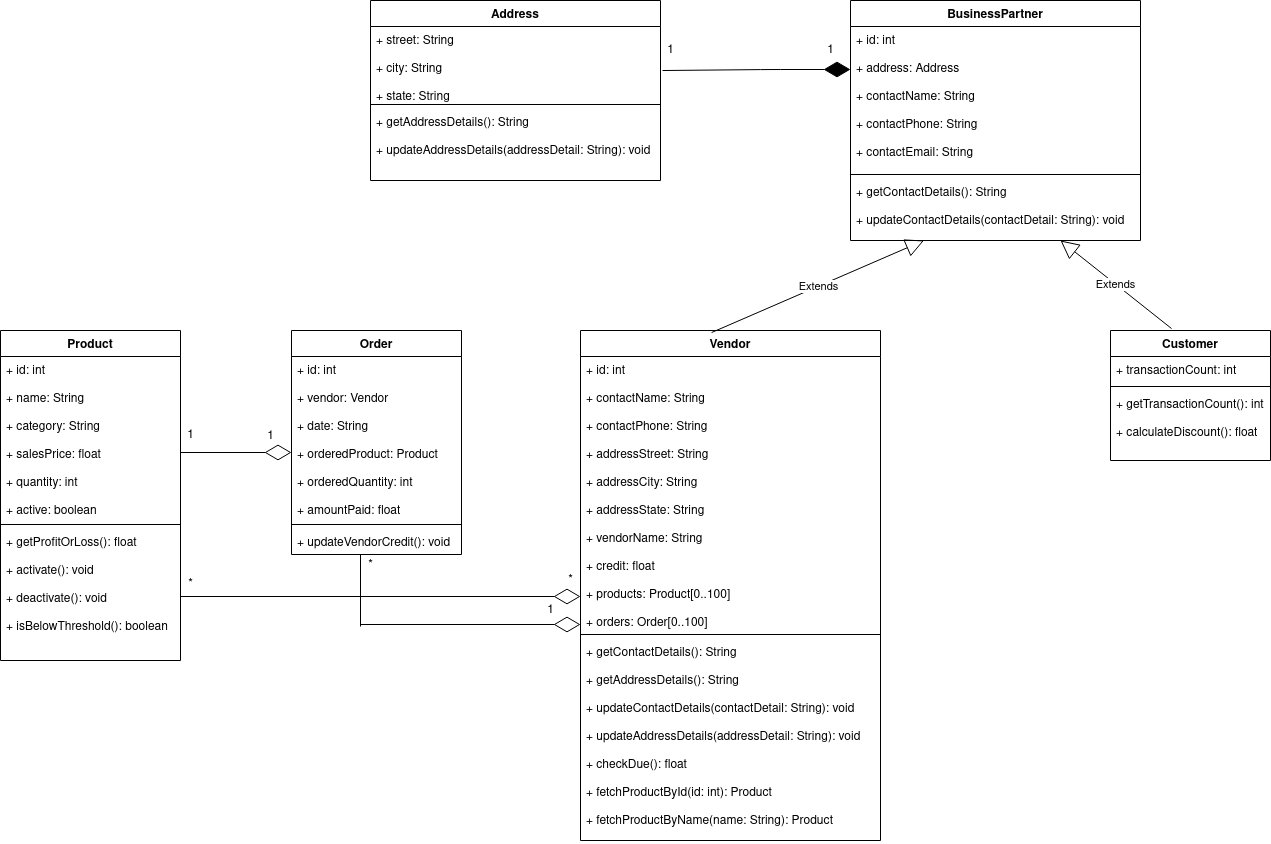 Address
+ street: String
+ city: String
+ state: String
+ getAddressDetails(): String
+ updateAddressDetails(addressDetail: String): void
1
1
BusinessPartner
+ id: int
+ address: Address
+ contactName: String
+ contactPhone: String
+ contactEmail: String
+ getContactDetails(): String
+ updateContactDetails(contactDetail: String): void
Extends
Extends
Product
+ id: int
+ name: String
+ category: String
+ salesPrice: float
+ quantity: int
+ active: boolean
+ getProfitOrLoss(): float
+ activate(): void
+ deactivate(): void
+ isBelowThreshold(): boolean
1
1
Order
+ id: int
+ vendor: Vendor
+ date: String
+ orderedProduct: Product
+ orderedQuantity: int
+ amountPaid: float
+ updateVendorCredit(): void
*
*
*
1
Vendor
+ id: int
+ contactName: String
+ contactPhone: String
+ addressStreet: String
+ addressCity: String
+ addressState: String
+ vendorName: String
+ credit: float
+ products: Product[0..100]
+ orders: Order[0..100]
+ getContactDetails(): String
+ getAddressDetails(): String
+ updateContactDetails(contactDetail: String): void
+ updateAddressDetails(addressDetail: String): void
+ checkDue(): float
+ fetchProductById(id: int): Product
+ fetchProductByName(name: String): Product
Customer
+ transactionCount: int
+ getTransactionCount(): int
+ calculateDiscount(): float